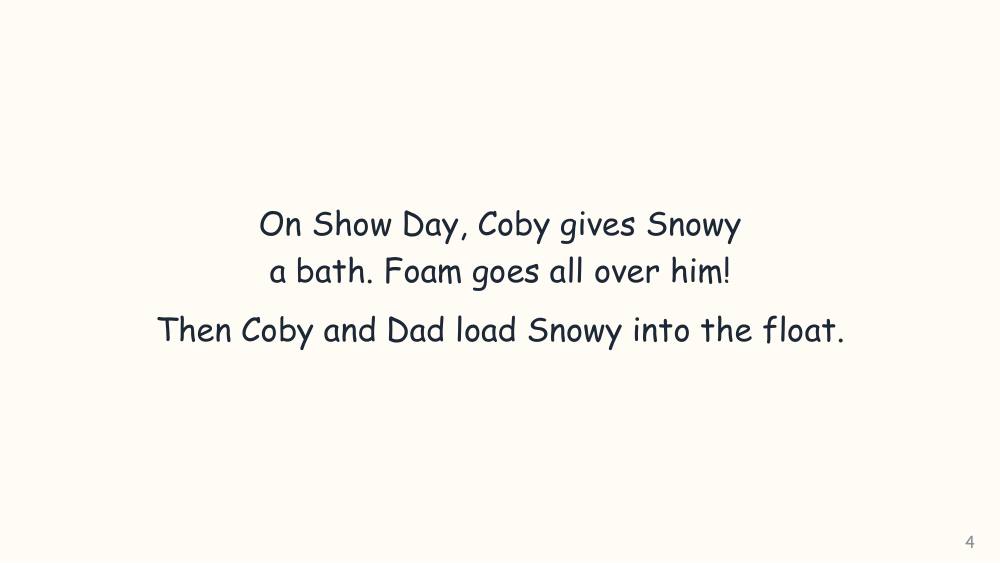 On Show Day, Coby gives Snowy
a bath. Foam goes all over him!
Then Coby and Dad load Snowy into the float.
4